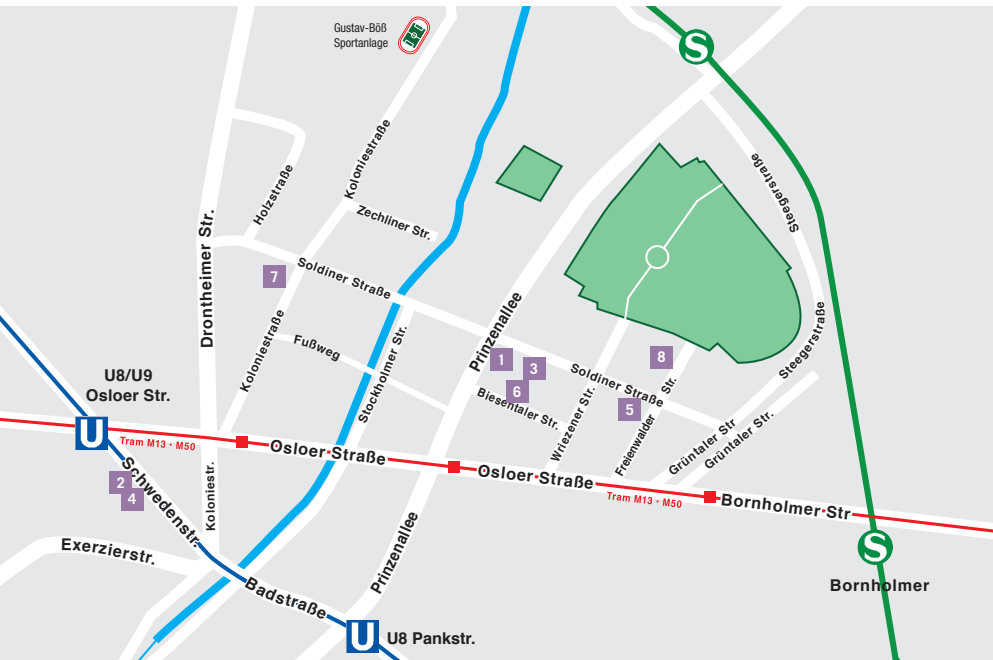 Gustav-Böß
Sportanlage
S
Koloniestraße
Holzstraße
Steegerstraße
Zechliner Str.
Drontheimer Str.
Soldiner Straße
7
Prinzenallee
Koloniestraße
Fußweg
Stockholmer Str.
Steegerstraße
1
3
6
8
5
Soldiner Straße
Biesentaler Str.
Wriezener Str.
Freienwalder Str.
Grüntaler Str.
Grüntaler Str.
U8/U9
Osloer Str.
U
Tram M13 · M50
Osloer Straße
Osloer Straße
Tram M13 · M50
Bornholmer Str
2
4
Schwedenstr.
Koloniestr.
Exerzierstr.
Prinzenallee
S
Bornholmer
Badstraße
U
U8 Pankstr.